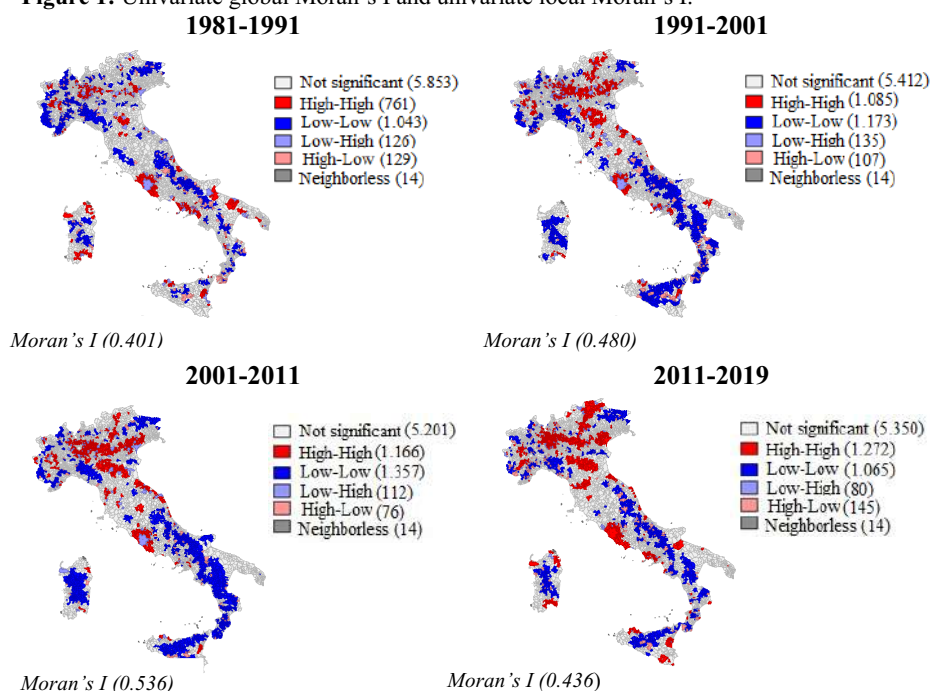 Figure 1: Univariate global Moran's I and univariate local Moran's I.
1981-1991
Not significant (5.853)
High-High (761)
Low-Low (1.043)
Low-High (126)
High-Low (129)
Neighborless (14)
Moran's I (0.401)
1991-2001
Not significant (5.412)
High-High (1.085)
Low-Low (1.173)
Low-High (135)
High-Low (107)
Neighborless (14)
Moran's I (0.480)
2001-2011
Not significant (5.201)
High-High (1.166)
Low-Low (1.357)
Low-High (112)
High-Low (76)
Neighborless (14)
Moran's I (0.536)
2011-2019
Not significant (5.350)
High-High (1.272)
Low-Low (1.065)
Low-High (80)
High-Low (145)
Neighborless (14)
Moran's I (0.436)